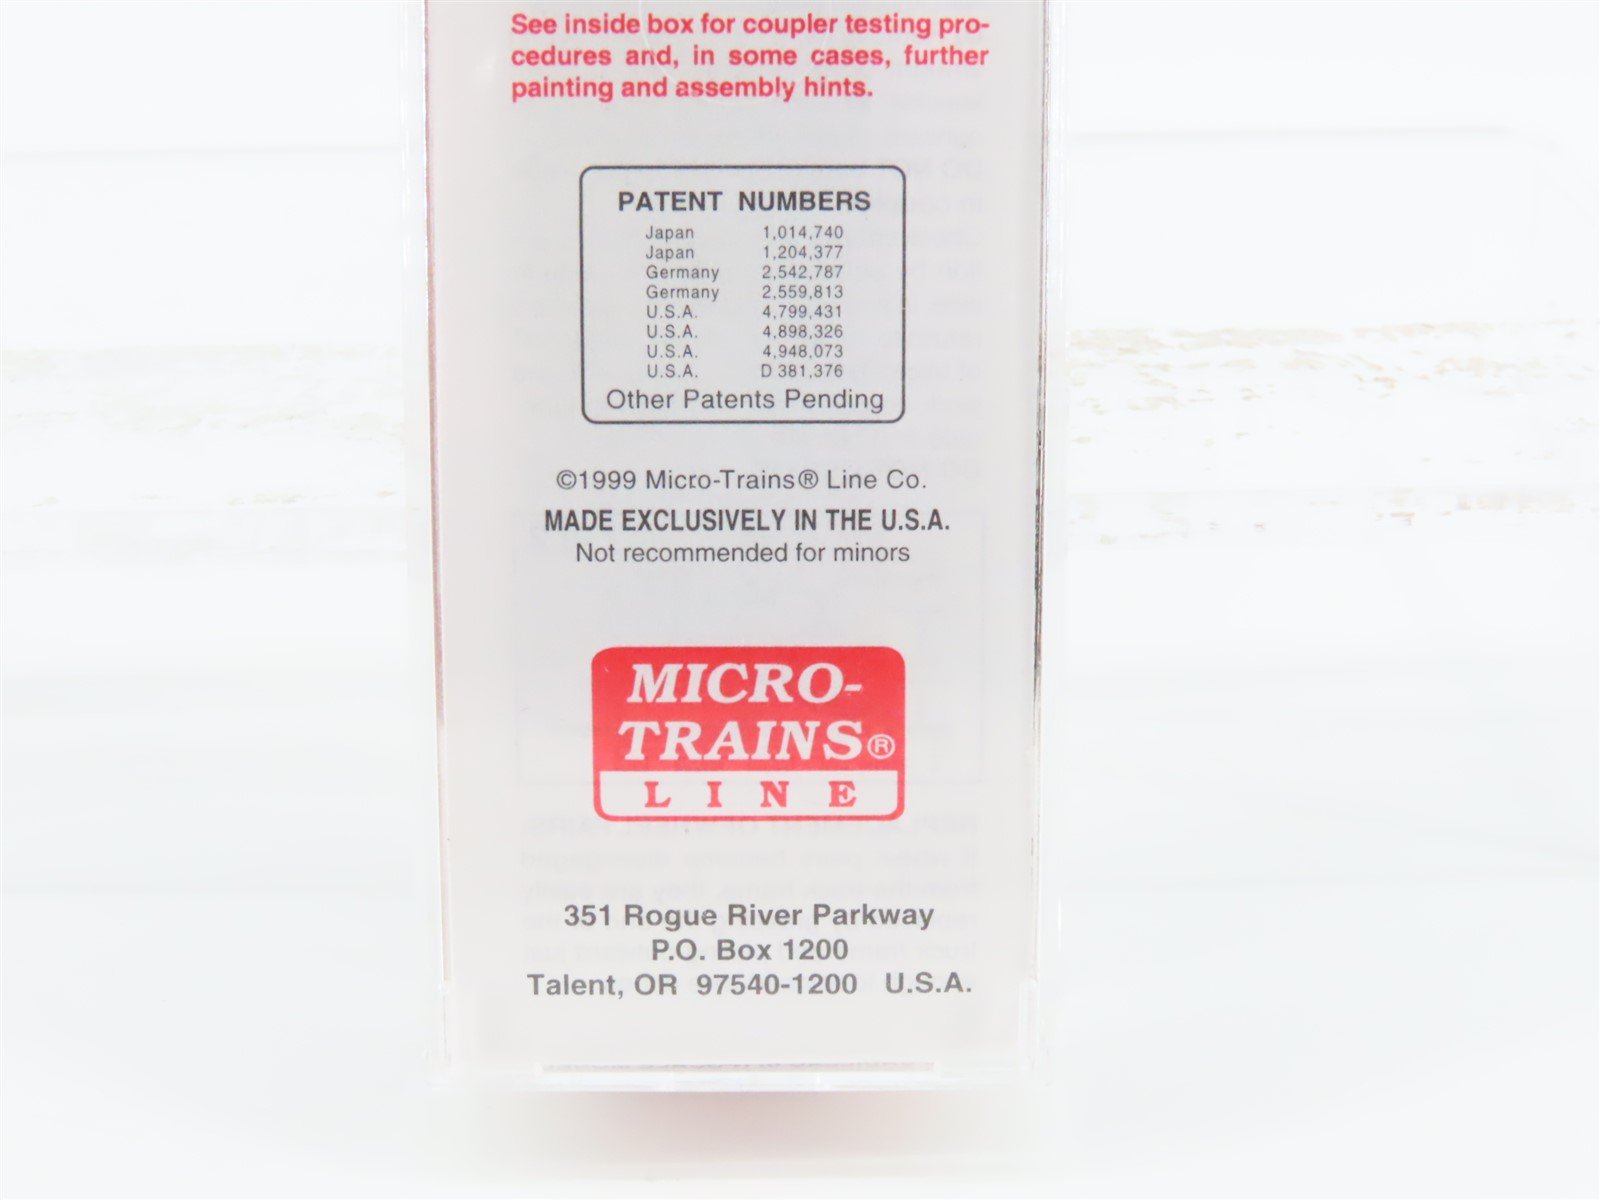 See inside box for coupler testing pro-
cedures and, in some cases, further
painting and assembly hints.
PATENT NUMBERS
Japan 1,014,740
Japan 1,204,377
Germany 2,542,787
Germany 2,559,813
U.S.A. 4,799,431
U.S.A. 4,898,326
U.S.A. 4,948,073
U.S.A. D 381,376
Other Patents Pending
©1999 Micro-Trains® Line Co.
MADE EXCLUSIVELY IN THE U.S.A.
Not recommended for minors
MICRO-
TRAINS®
LINE
351 Rogue River Parkway
P.O. Box 1200
Talent, OR 97540-1200 U.S.A.